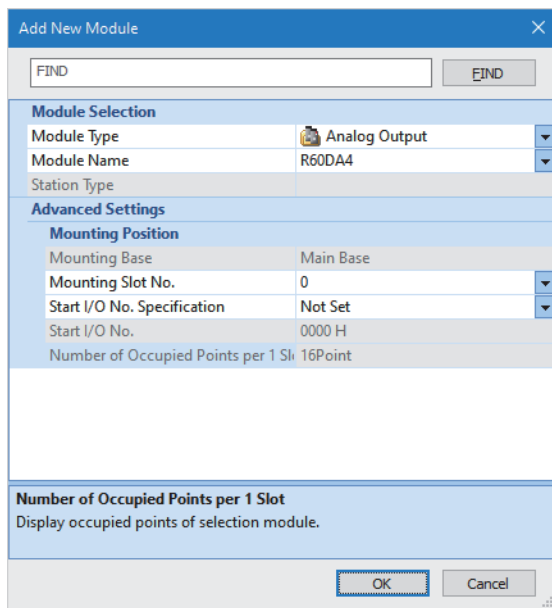 Add New Module
FIND FIND
Module Selection
Module Type Analog Output
Module Name R60DA4
Station Type
Advanced Settings
Mounting Position
Mounting Base Main Base
Mounting Slot No. 0
Start I/O No. Specification Not Set
Start I/O No. 0000 H
Number of Occupied Points per 1 Sl 16Point
Number of Occupied Points per 1 Slot
Display occupied points of selection module.
OK Cancel